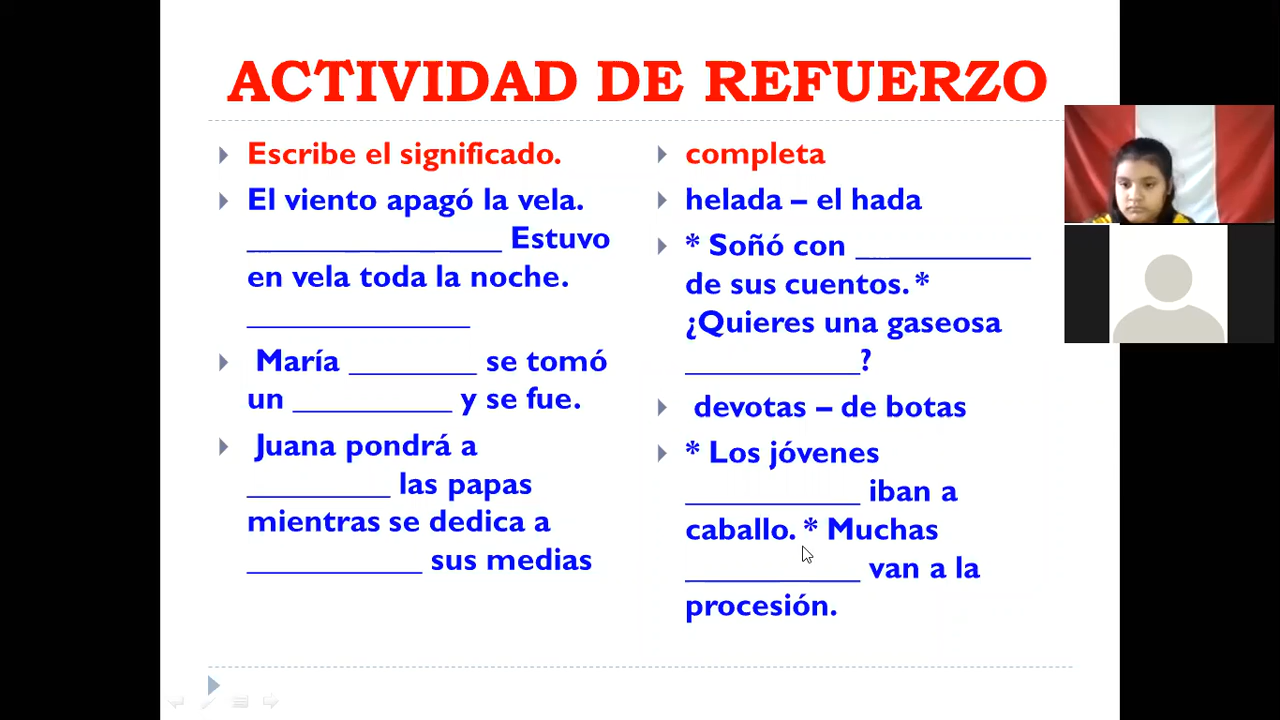 ACTIVIDAD DE REFUERZO
Escribe el significado.
El viento apagó la vela.
_________________ Estuvo
en vela toda la noche.
_______________
María ________ se tomó
un __________ y se fue.
Juana pondrá a
_________ las papas
mientras se dedica a
___________ sus medias
completa
helada – el hada
* Soñó con ___________
de sus cuentos. *
¿Quieres una gaseosa
___________?
devotas – de botas
* Los jóvenes
___________ iban a
caballo. * Muchas
___________ van a la
procesión.